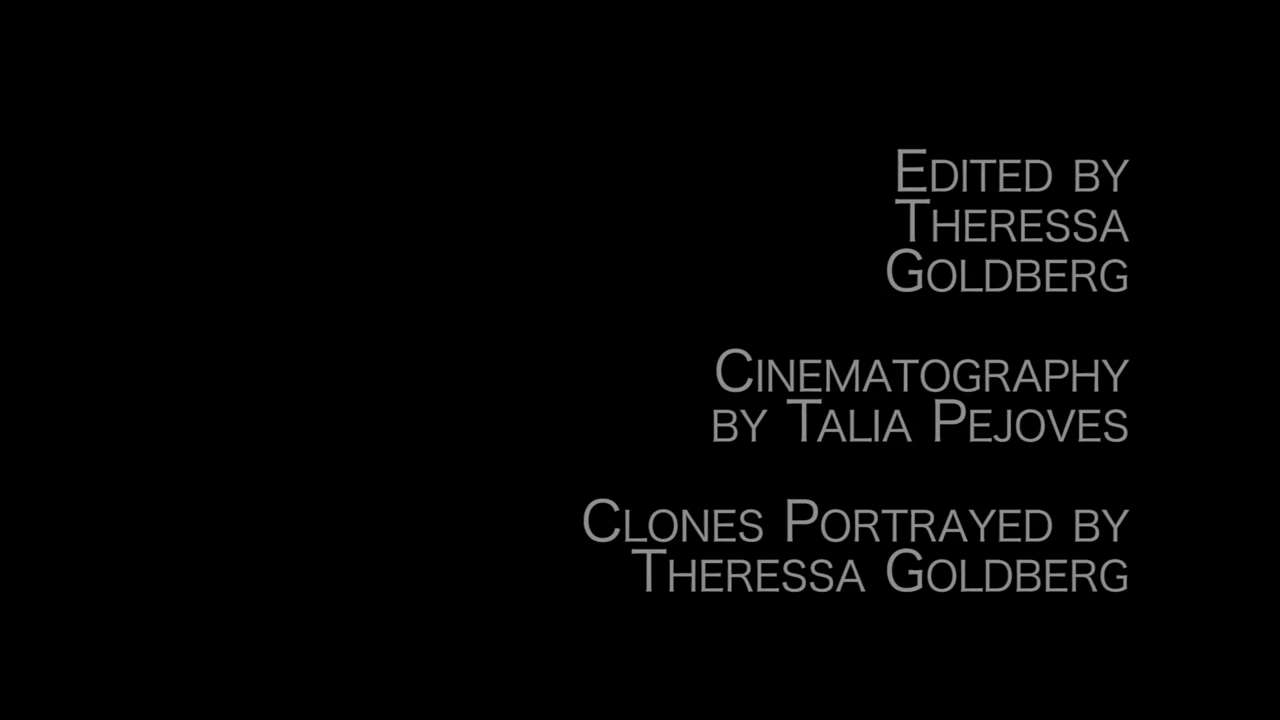 Edited by
Theressa
Goldberg
Cinematography
by Talia Pejoves
Clones Portrayed by
Theressa Goldberg